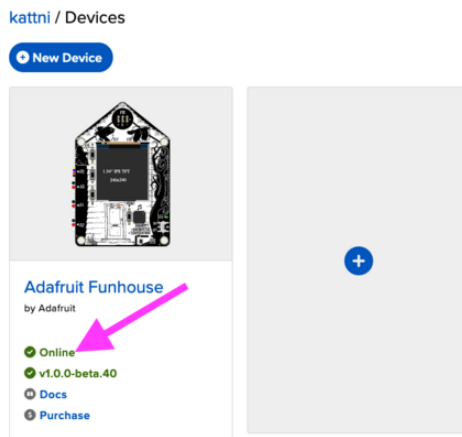 kattni / Devices
New Device
1.54" IPS TFT
240x240
Adafruit Funhouse
by Adafruit
Online
v1.0.0-beta.40
Docs
Purchase